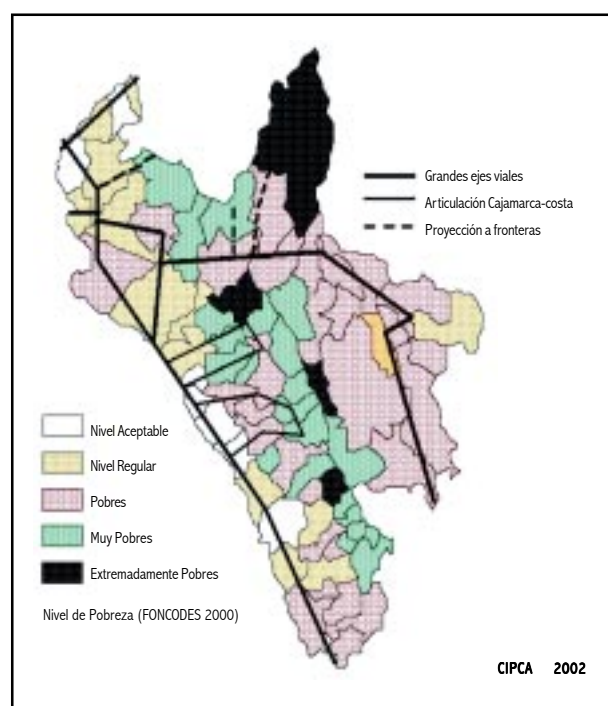 Grandes ejes viales
Articulación Cajamarca-costa
Proyección a fronteras
Nivel Aceptable
Nivel Regular
Pobres
Muy Pobres
Extremadamente Pobres
Nivel de Pobreza (FONCODES 2000)
CIPCA 2002